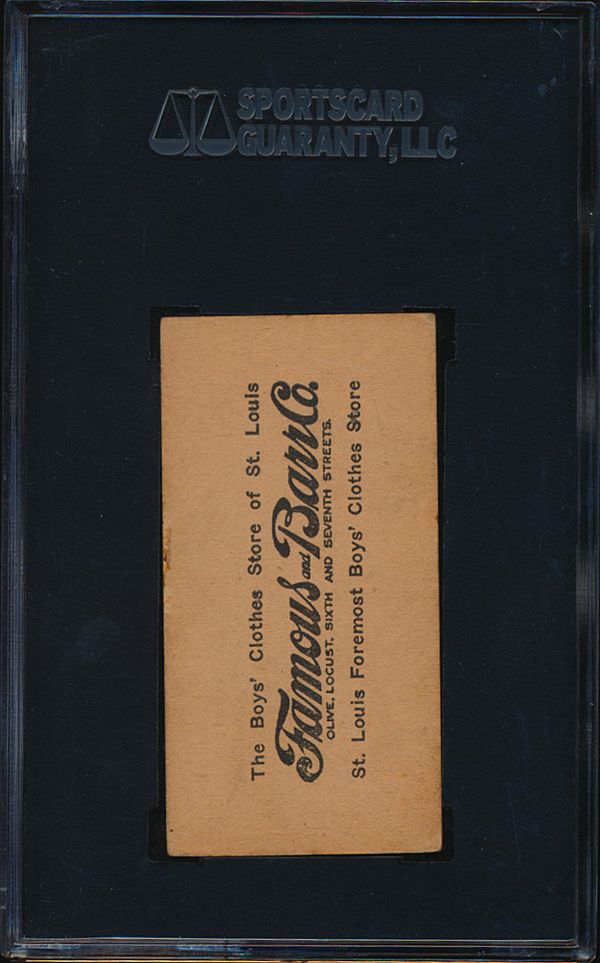 SPORTSCARD
GUARANTY, LLC
The Boys' Clothes Store of St. Louis
Famous and Barr Co.
OLIVE, LOCUST, SIXTH AND SEVENTH STREETS.
St. Louis Foremost Boys' Clothes Store